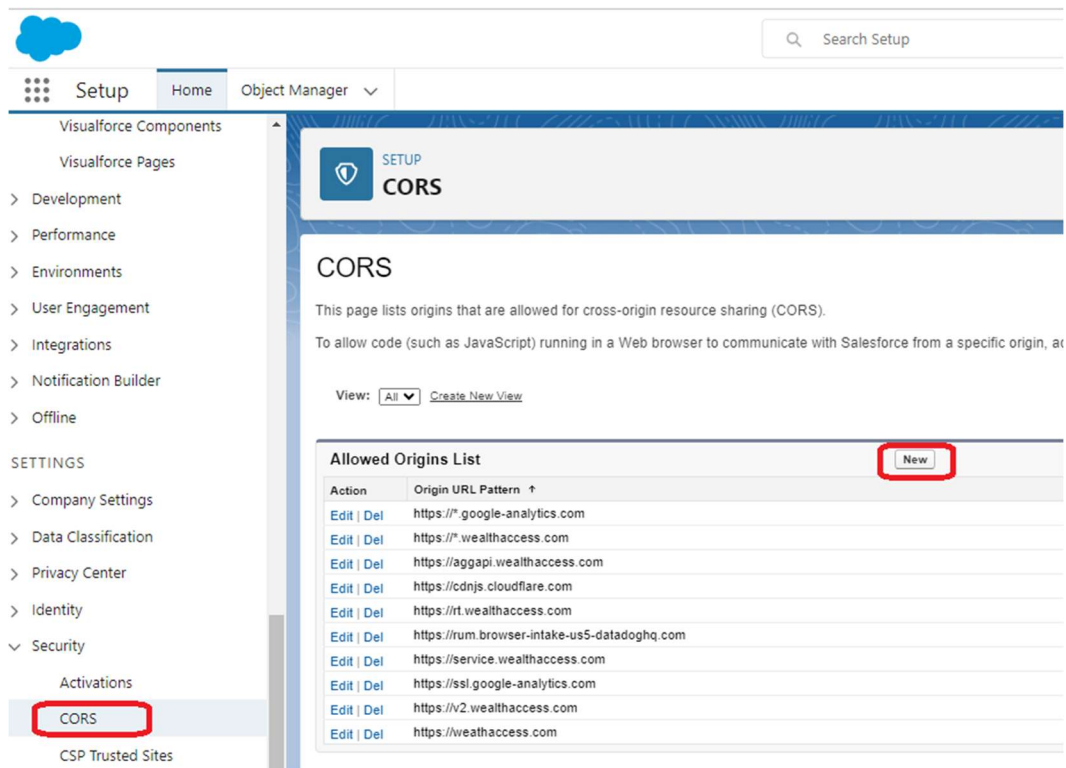 Search Setup
Setup
Home
Object Manager
Visualforce Components
Visualforce Pages
Development
Performance
Environments
User Engagement
Integrations
Notification Builder
Offline
SETTINGS
Company Settings
Data Classification
Privacy Center
Identity
Security
Activations
CORS
CSP Trusted Sites
SETUP
CORS
CORS
This page lists origins that are allowed for cross-origin resource sharing (CORS).
To allow code (such as JavaScript) running in a Web browser to communicate with Salesforce from a specific origin, ac
View: All Create New View
Allowed Origins List New
Action Origin URL Pattern ↑
Edit | Del https://*.google-analytics.com
Edit | Del https://*.wealthaccess.com
Edit | Del https://aggapi.wealthaccess.com
Edit | Del https://cdnjs.cloudflare.com
Edit | Del https://rt.wealthaccess.com
Edit | Del https://rum.browser-intake-us5-datadoghq.com
Edit | Del https://service.wealthaccess.com
Edit | Del https://ssl.google-analytics.com
Edit | Del https://v2.wealthaccess.com
Edit | Del https://weathaccess.com